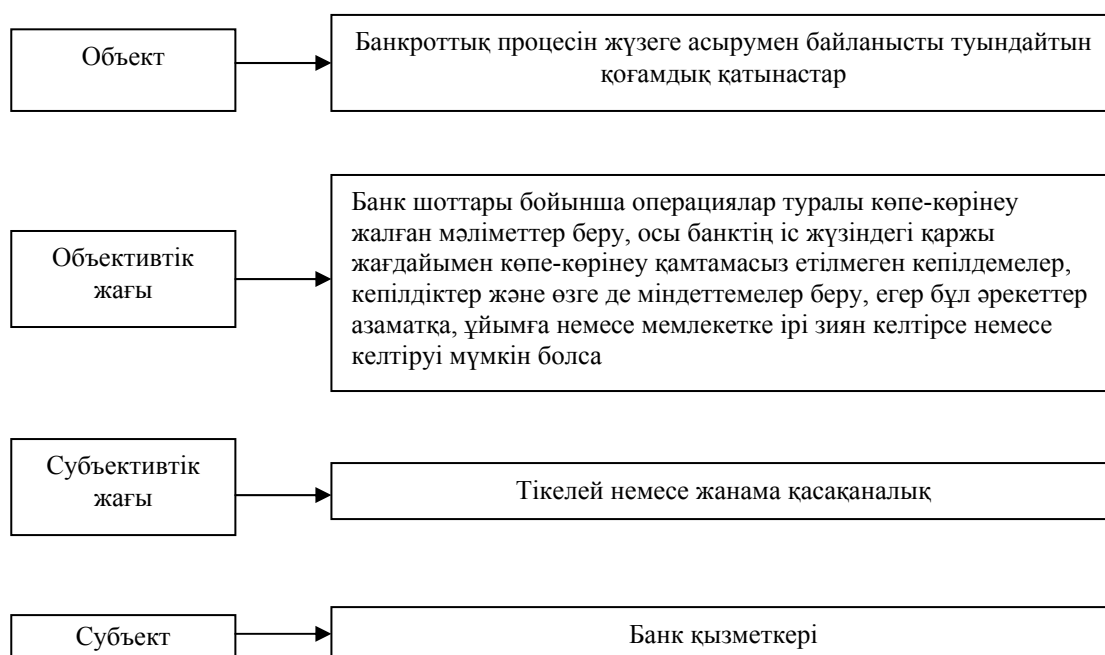 Объект
Банкроттық процесін жүзеге асырумен байланысты туындайтын
қоғамдық қатынастар
Объективтік
жағы
Банк шоттары бойынша операциялар туралы көпе-көрінеу
жалған мәліметтер беру, осы банктің іс жүзіндегі қаржы
жағдайымен көпе-көрінеу қамтамасыз етілмеген кепілдемелер,
кепілдіктер және өзге де міндеттемелер беру, егер бұл әрекеттер
азаматқа, ұйымға немесе мемлекетке ірі зиян келтірсе немесе
келтіруі мүмкін болса
Субъективтік
жағы
Тікелей немесе жанама қасақаналық
Субъект
Банк қызметкері